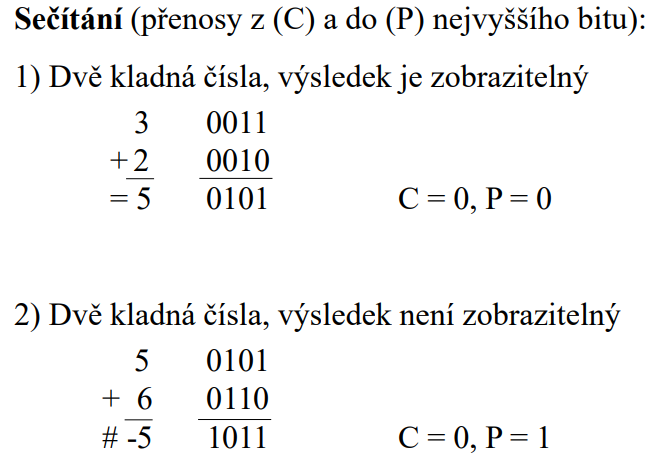 Sečítání (přenosy z (C) a do (P) nejvyššího bitu):
1) Dvě kladná čísla, výsledek je zobrazitelný
3 0011
+2 0010
= 5 0101 C = 0, P = 0
2) Dvě kladná čísla, výsledek není zobrazitelný
5 0101
+ 6 0110
# -5 1011 C = 0, P = 1